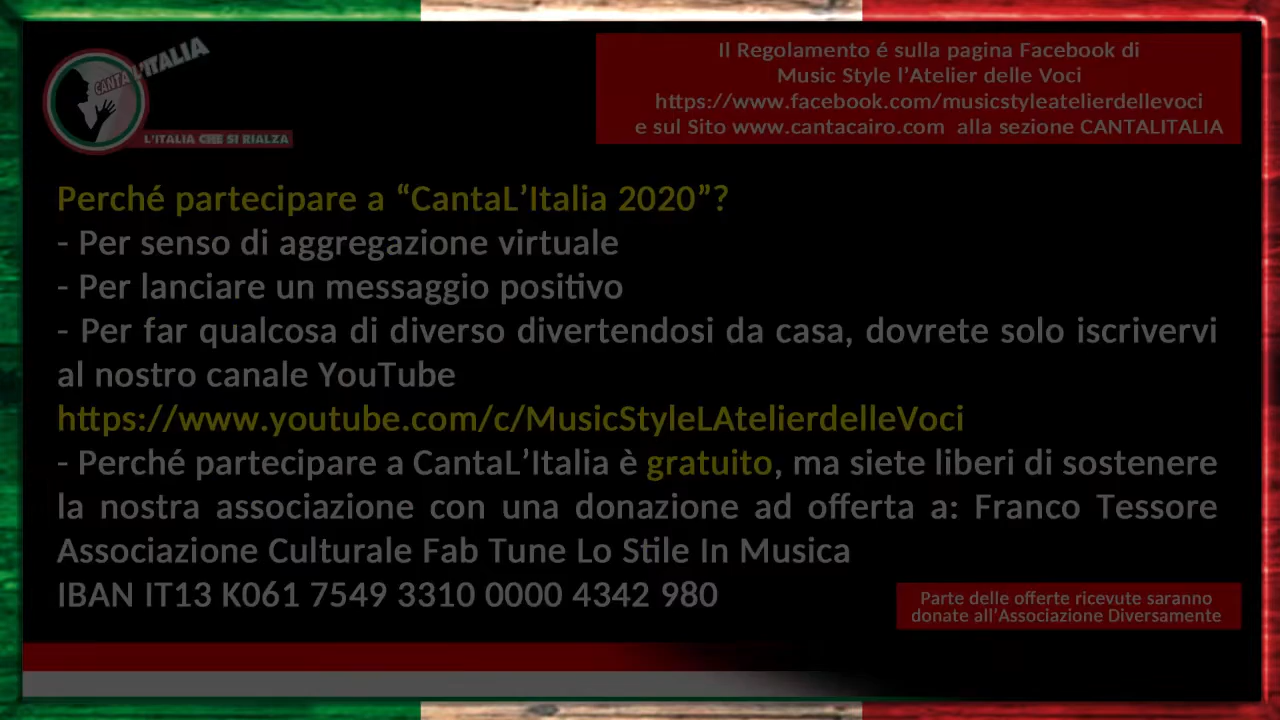 CANTA L'ITALIA
L'ITALIA CHE SI RIALZA
Il Regolamento é sulla pagina Facebook di
Music Style l’Atelier delle Voci
https://www.facebook.com/musicstyleatelierdellevoci
e sul Sito www.cantacairo.com alla sezione CANTALITALIA
Perché partecipare a “CantaL’Italia 2020”?
- Per senso di aggregazione virtuale
- Per lanciare un messaggio positivo
- Per far qualcosa di diverso divertendosi da casa, dovrete solo iscrivervi
al nostro canale YouTube
https://www.youtube.com/c/MusicStyleLAtelierdelleVoci
- Perché partecipare a CantaL’Italia è gratuito, ma siete liberi di sostenere
la nostra associazione con una donazione ad offerta a: Franco Tessore
Associazione Culturale Fab Tune Lo Stile In Musica
IBAN IT13 K061 7549 3310 0000 4342 980
Parte delle offerte ricevute saranno
donate all’Associazione Diversamente